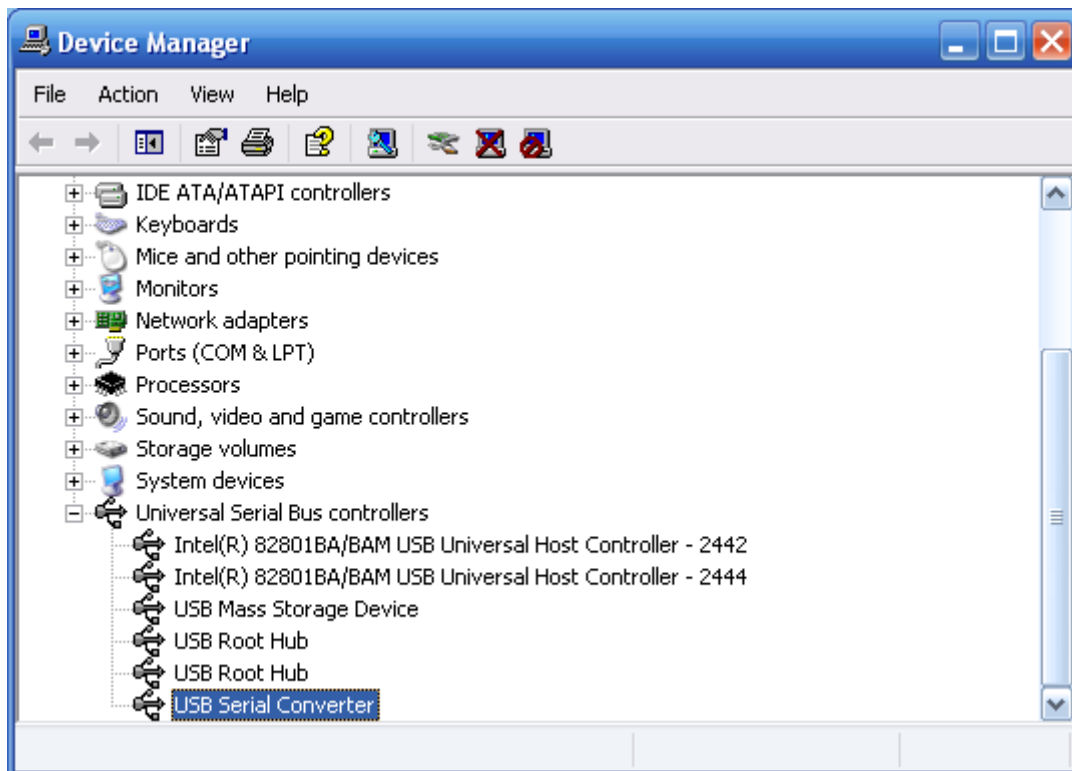 Device Manager
File Action View Help
IDE ATA/ATAPI controllers
Keyboards
Mice and other pointing devices
Monitors
Network adapters
Ports (COM & LPT)
Processors
Sound, video and game controllers
Storage volumes
System devices
Universal Serial Bus controllers
Intel(R) 82801BA/BAM USB Universal Host Controller - 2442
Intel(R) 82801BA/BAM USB Universal Host Controller - 2444
USB Mass Storage Device
USB Root Hub
USB Root Hub
USB Serial Converter